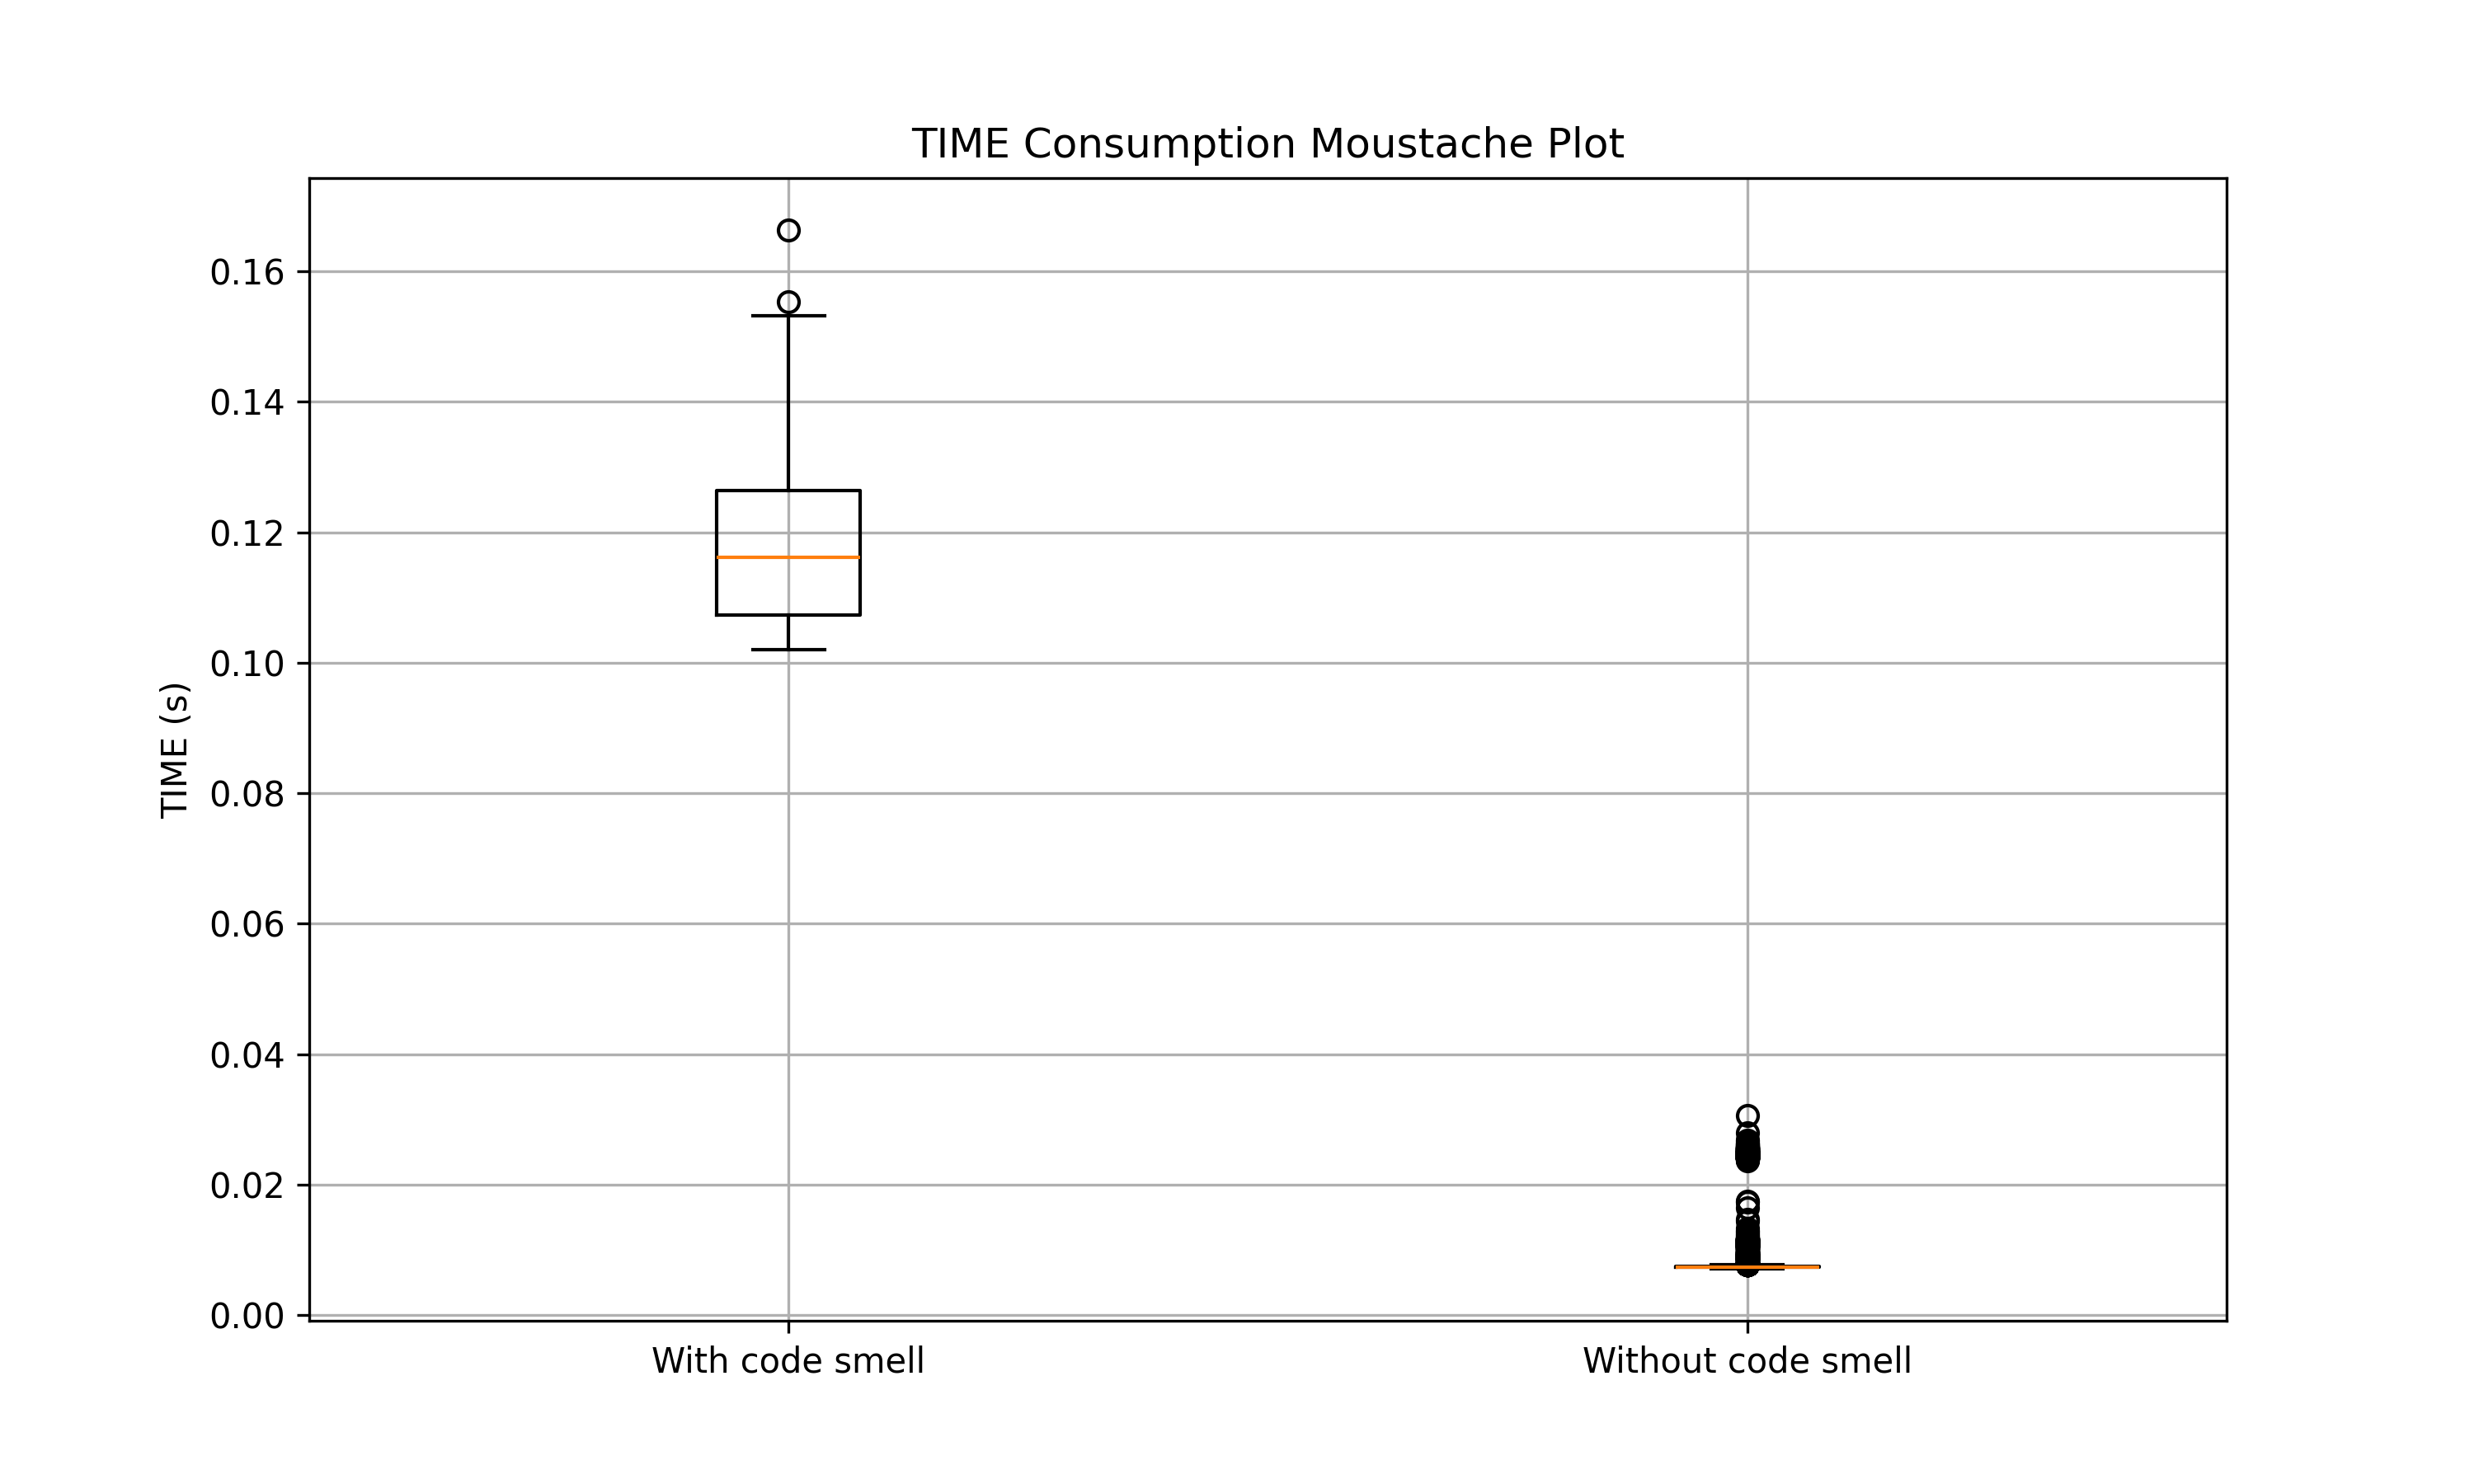 TIME Consumption Moustache Plot
TIME (s)
0.16
0.14
0.12
0.10
0.08
0.06
0.04
0.02
0.00
With code smell
Without code smell